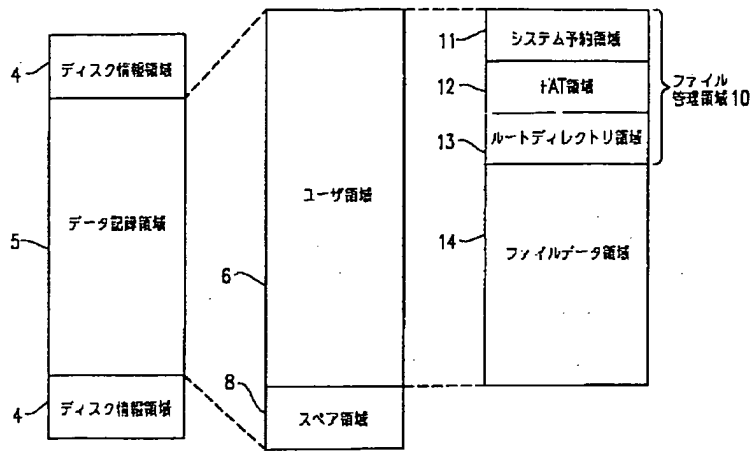 4
ディスク情報領域
5
データ記録領域
4
ディスク情報領域
6
ユーザ領域
8
スペア領域
11
システム予約領域
12
FAT領域
13
ルートディレクトリ領域
14
ファイルデータ領域
ファイル
管理領域10